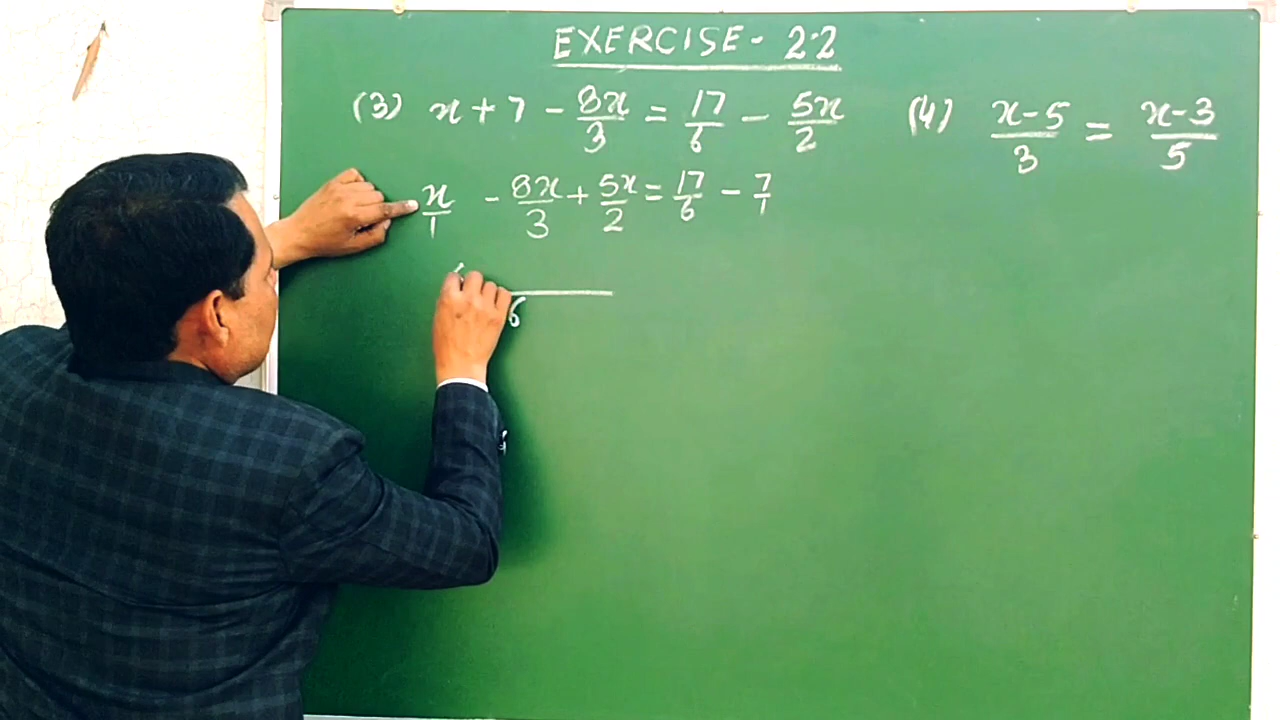 EXERCISE - 2.2
(3) x + 7 - 8x/3 = 17/6 - 5x/2
(4) x-5/3 = x-3/5
x/1 - 8x/3 + 5x/2 = 17/6 - 7/1
6